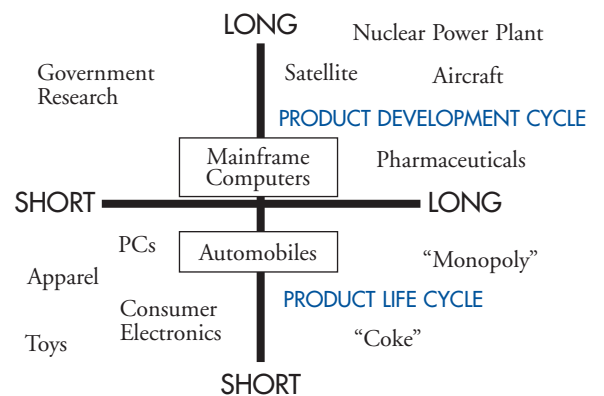 LONG
Nuclear Power Plant
Government
Research
Satellite
Aircraft
PRODUCT DEVELOPMENT CYCLE
Mainframe
Computers
Pharmaceuticals
SHORT
LONG
PCs
Automobiles
“Monopoly”
Apparel
Consumer
Electronics
PRODUCT LIFE CYCLE
Toys
“Coke”
SHORT